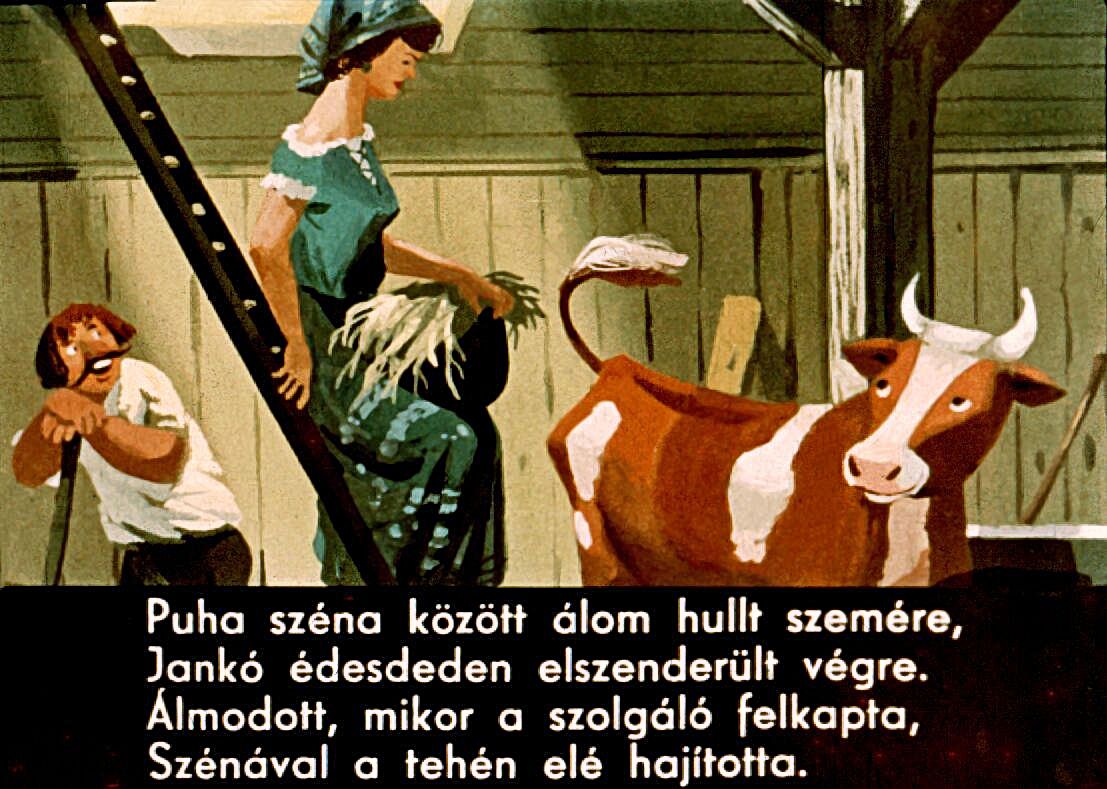 Puha széna között álom hullt szemére,
Jankó édesdeden elszenderült végre.
Álmodott, mikor a szolgáló felkapta,
Szénával a tehén elé hajította.